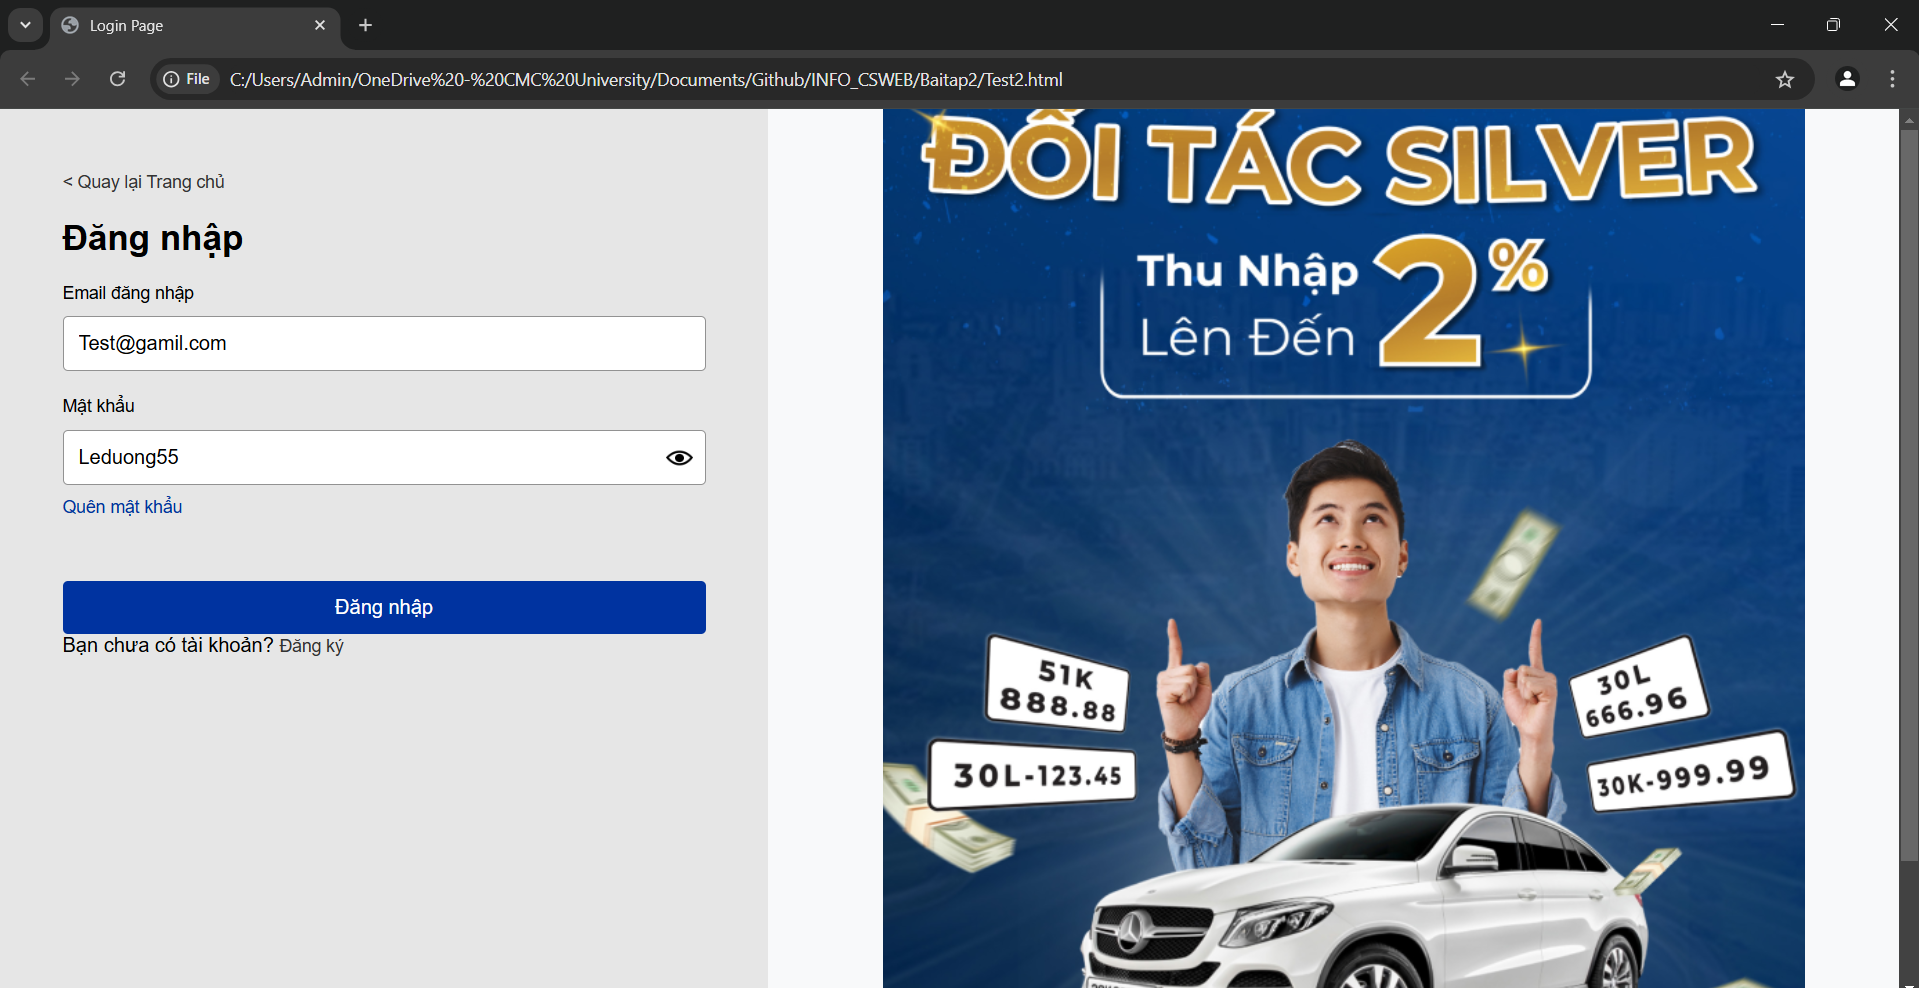 Login Page
File
C:/Users/Admin/OneDrive%20-%20CMC%20University/Documents/Github/INFO_CSWEB/Baitap2/Test2.html
< Quay lại Trang chủ
Đăng nhập
Email đăng nhập
Test@gamil.com
Mật khẩu
Leduong55
Quên mật khẩu
Đăng nhập
Bạn chưa có tài khoản? Đăng ký
ĐỐI TÁC SILVER
Thu Nhập
Lên Đến
2%
51K
888.88
30L-123.45
30L
666.96
30K-999.99